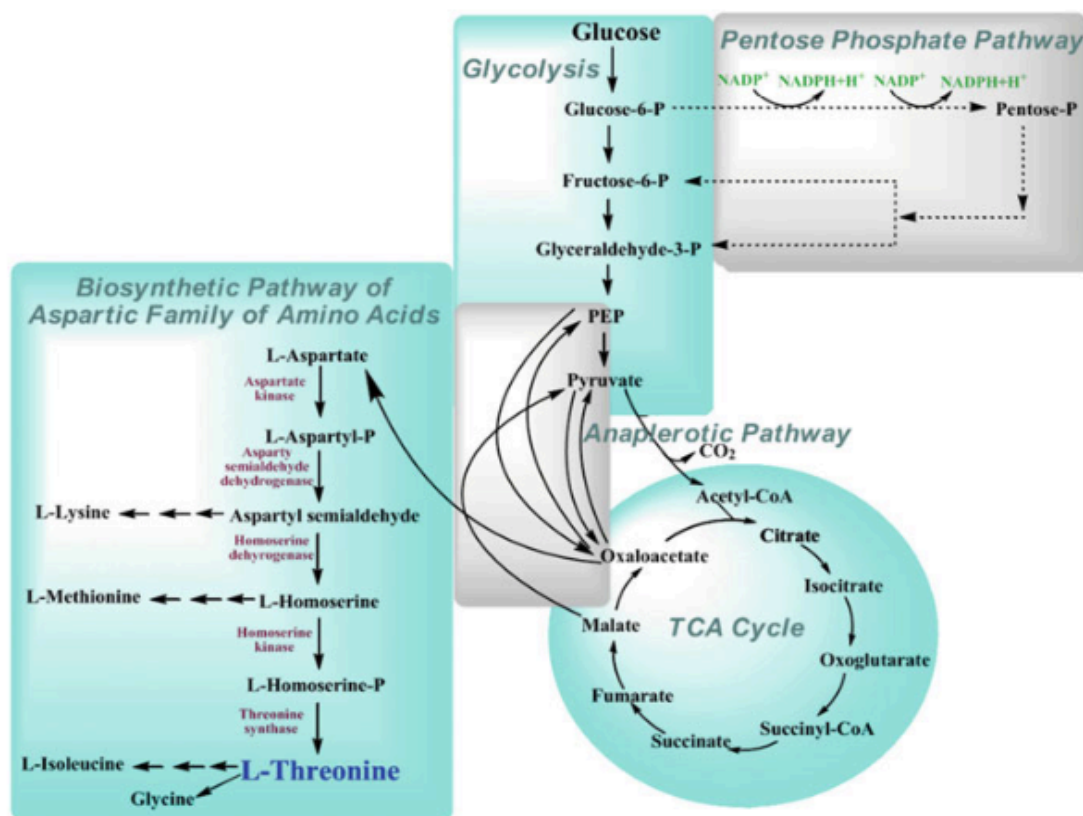 Glucose
Glycolysis
Pentose Phosphate Pathway
NADP+ NADPH+H+ NADP+ NADPH+H+
Glucose-6-P
Pentose-P
Fructose-6-P
Glyceraldehyde-3-P
PEP
Pyruvate
Anaplerotic Pathway
CO2
Acetyl-CoA
Biosynthetic Pathway of
Aspartic Family of Amino Acids
L-Aspartate
Aspartate
kinase
L-Aspartyl-P
Asparty
semialdehyde
dehydrogenase
L-Lysine
Aspartyl semialdehyde
Homoserine
dehyrogenase
L-Methionine
L-Homoserine
Homoserine
kinase
L-Homoserine-P
Threonine
synthase
L-Isoleucine
L-Threonine
Glycine
Oxaloacetate
Citrate
Isocitrate
Malate
TCA Cycle
Oxoglutarate
Fumarate
Succinyl-CoA
Succinate